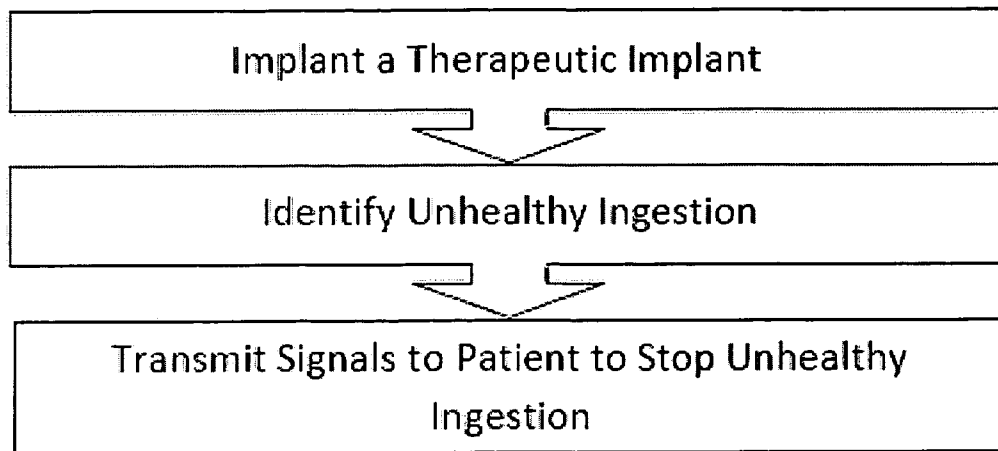 Implant a Therapeutic Implant
Identify Unhealthy Ingestion
Transmit Signals to Patient to Stop Unhealthy
Ingestion